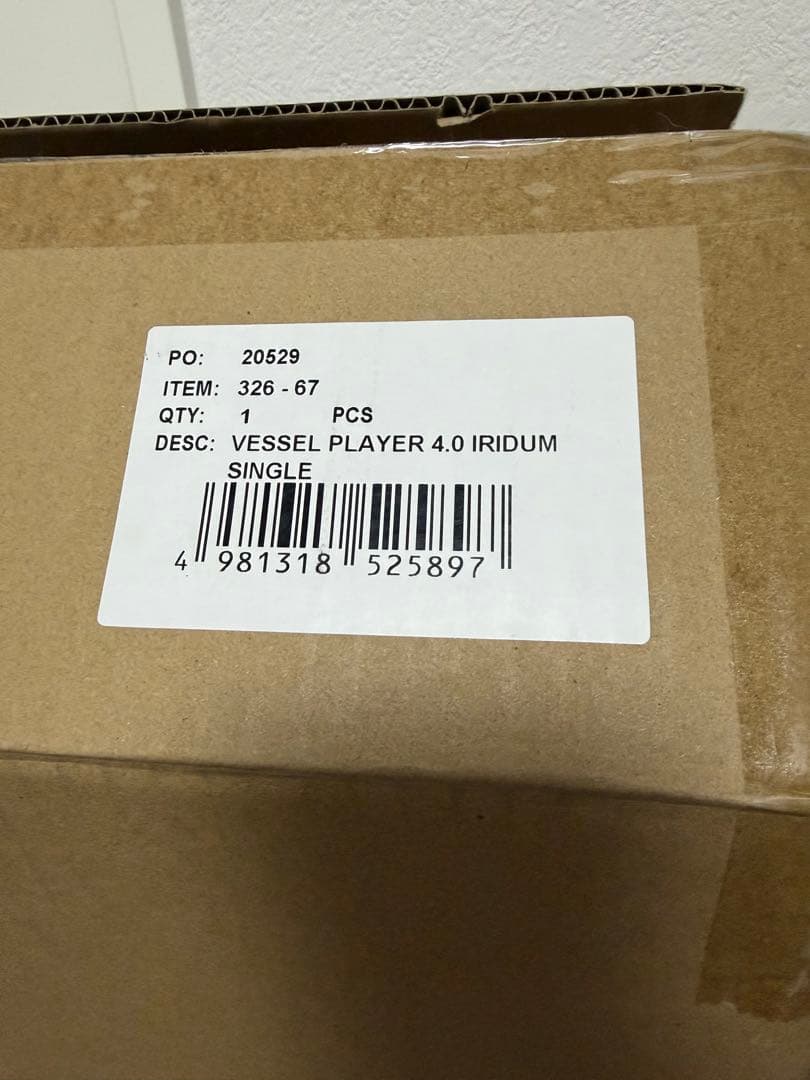 PO: 20529
ITEM: 326 - 67
QTY: 1 PCS
DESC: VESSEL PLAYER 4.0 IRIDUM
SINGLE
4 981318 525897